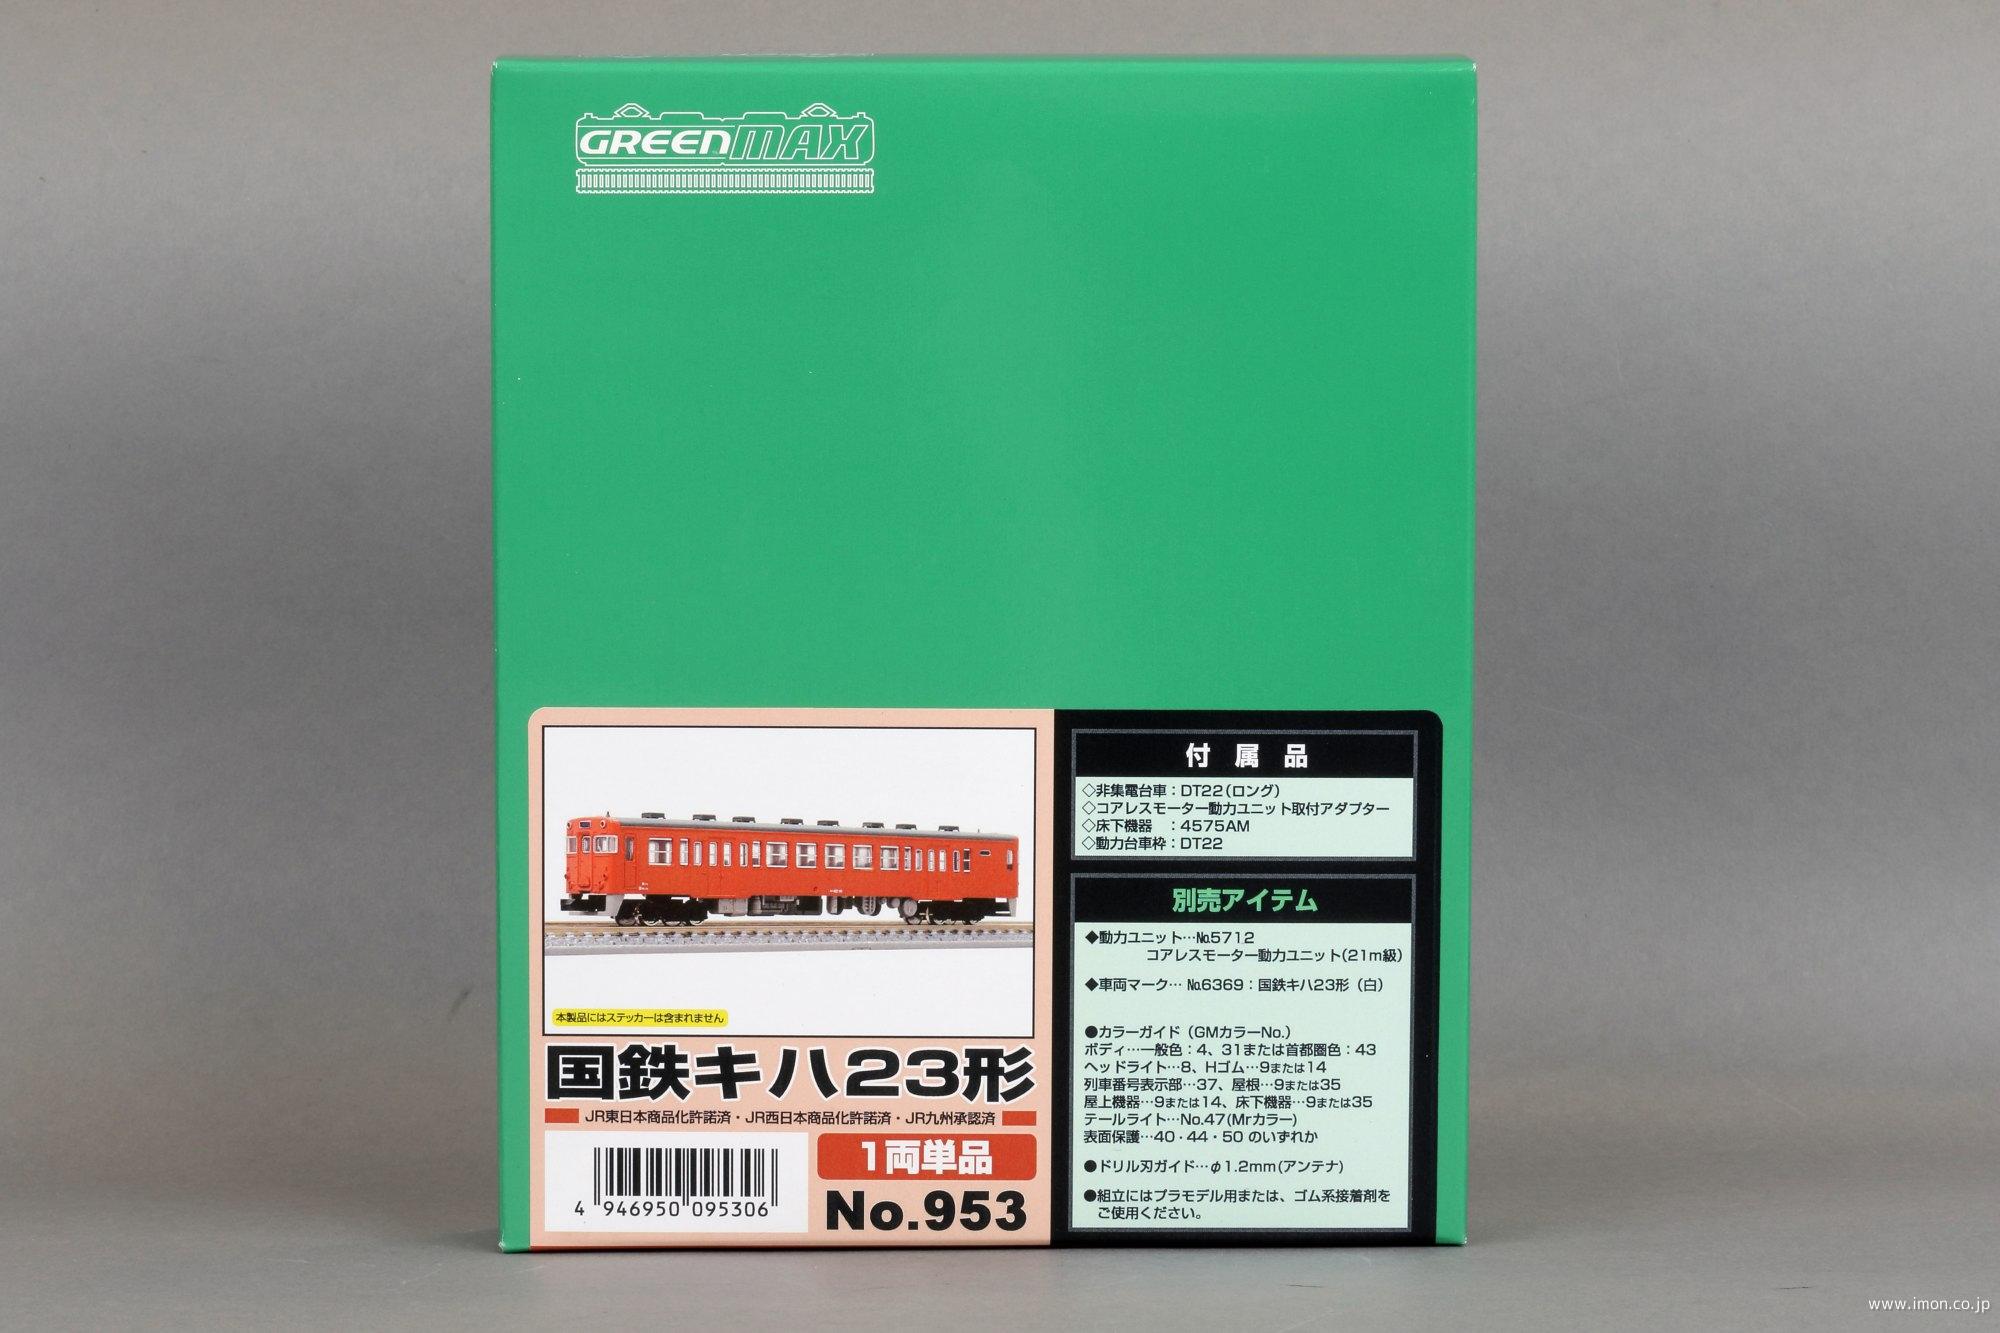 GREENMAX
本製品にはステッカーは含まれません
国鉄キハ23形
JR東日本商品化許諾済・JR西日本商品化許諾済・JR九州承認済
1両単品
No.953
4 946950 095306
付属品
◇非集電台車：DT22(ロング)
◇コアレスモーター動力ユニット取付アダプター
◇床下機器　：4575AM
◇動力台車枠：DT22
別売アイテム
◆動力ユニット…№5712
コアレスモーター動力ユニット(21m級)
◆車両マーク… №6369：国鉄キハ23形（白）
●カラーガイド（GMカラーNo.）
ボディ…一般色：4、31または首都圏色：43
ヘッドライト…8、Hゴム…9または14
列車番号表示部…37、屋根…9または35
屋上機器…9または14、床下機器…9または35
テールライト…No.47(Mrカラー)
表面保護…40・44・50 のいずれか
●ドリル刃ガイド…φ1.2mm(アンテナ)
●組立にはプラモデル用または、ゴム系接着剤を
ご使用ください。
www.imon.co.jp